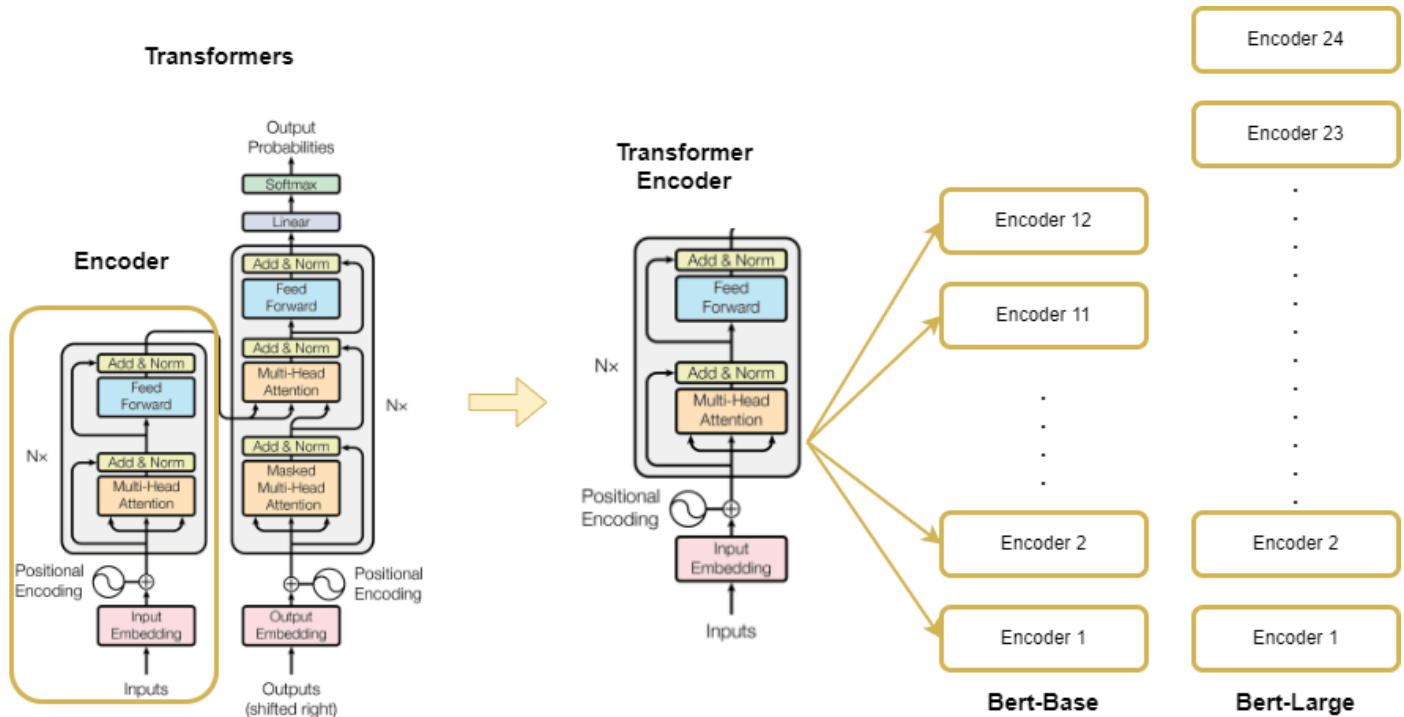 Transformers
Output
Probabilities
Softmax
Linear
Encoder
Add & Norm
Feed
Forward
Add & Norm
Multi-Head
Attention
Nx
Add & Norm
Masked
Multi-Head
Attention
Positional
Encoding
Output
Embedding
Outputs
(shifted right)
Add & Norm
Feed
Forward
Nx
Add & Norm
Multi-Head
Attention
Positional
Encoding
Input
Embedding
Inputs
Transformer
Encoder
Add & Norm
Feed
Forward
Nx
Add & Norm
Multi-Head
Attention
Positional
Encoding
Input
Embedding
Inputs
Encoder 12
Encoder 11
Encoder 2
Encoder 1
Bert-Base
Encoder 24
Encoder 23
Encoder 2
Encoder 1
Bert-Large